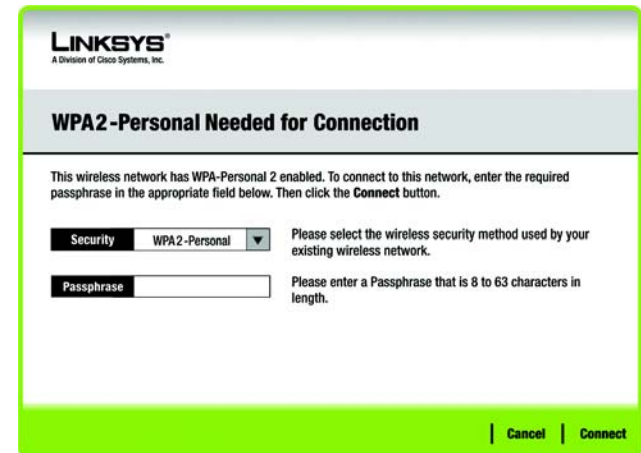 LINKSYS®
A Division of Cisco Systems, Inc.
WPA2-Personal Needed for Connection
This wireless network has WPA-Personal 2 enabled. To connect to this network, enter the required
passphrase in the appropriate field below. Then click the Connect button.
Security WPA2-Personal
Please select the wireless security method used by your
existing wireless network.
Passphrase
Please enter a Passphrase that is 8 to 63 characters in
length.
Cancel Connect